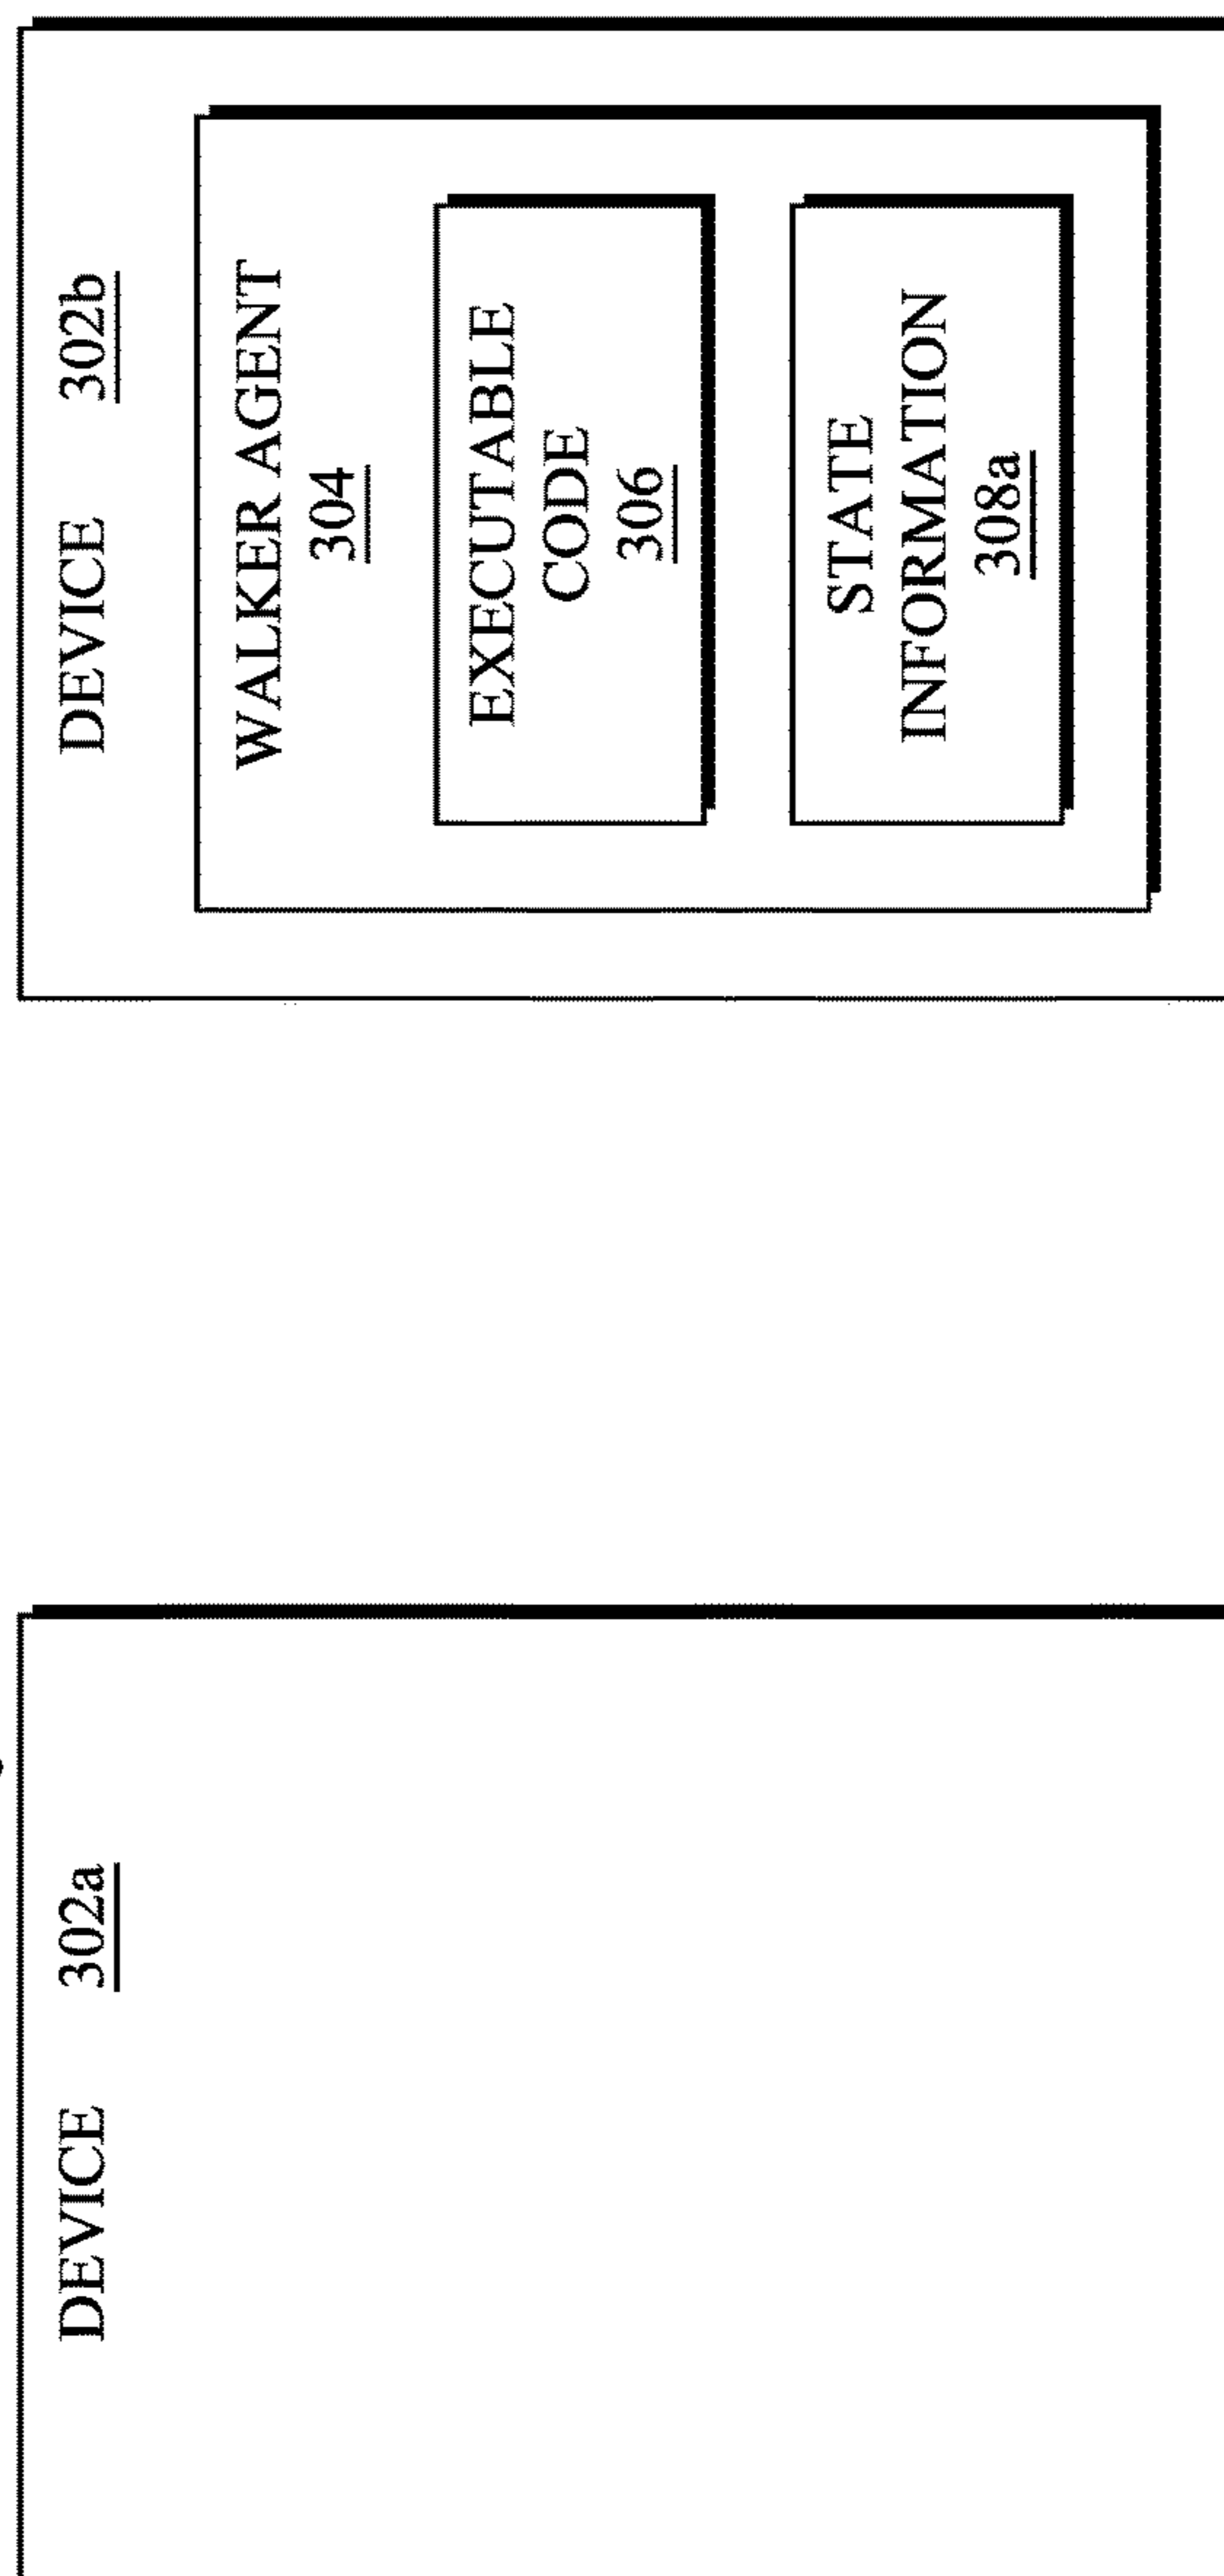 DEVICE 302a
DEVICE 302b
WALKER AGENT
304
EXECUTABLE
CODE
306
STATE
INFORMATION
308a